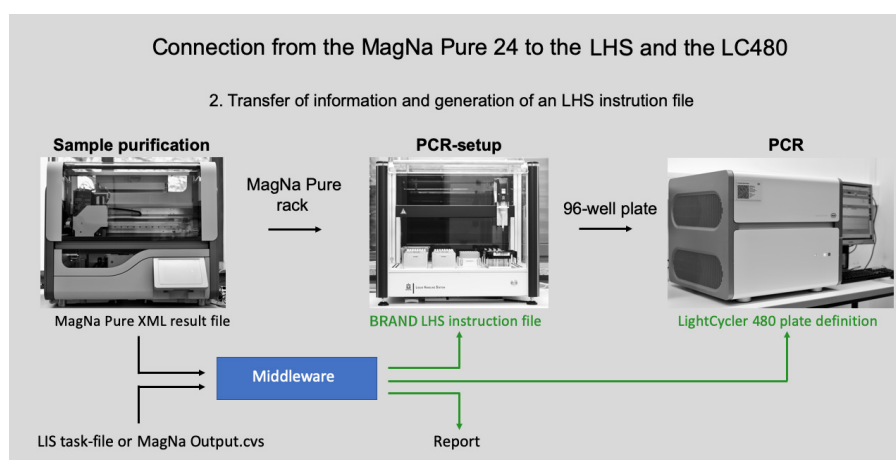 Connection from the MagNa Pure 24 to the LHS and the LC480
2. Transfer of information and generation of an LHS instrution file
Sample purification
PCR-setup
PCR
MagNa Pure
rack
96-well plate
MagNa Pure XML result file
BRAND LHS instruction file
LightCycler 480 plate definition
Middleware
LIS task-file or MagNa Output.cvs
Report